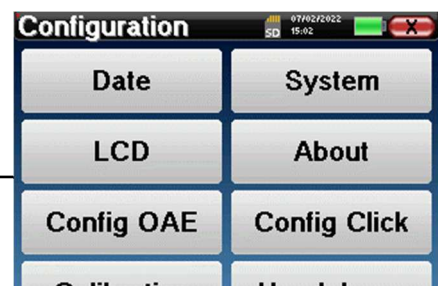 Configuration
SD
07/02/2022
15:02
X
Date
System
LCD
About
Config OAE
Config Click